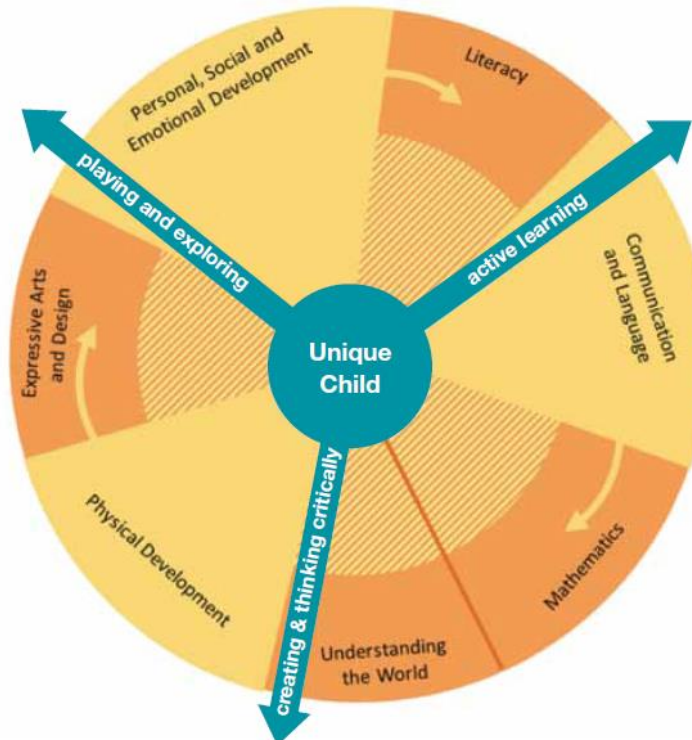 Personal, Social and
Emotional Development
Literacy
playing and exploring
active learning
Communication
and Language
Expressive Arts
and Design
Unique
Child
Physical Development
creating & thinking critically
Mathematics
Understanding
the World